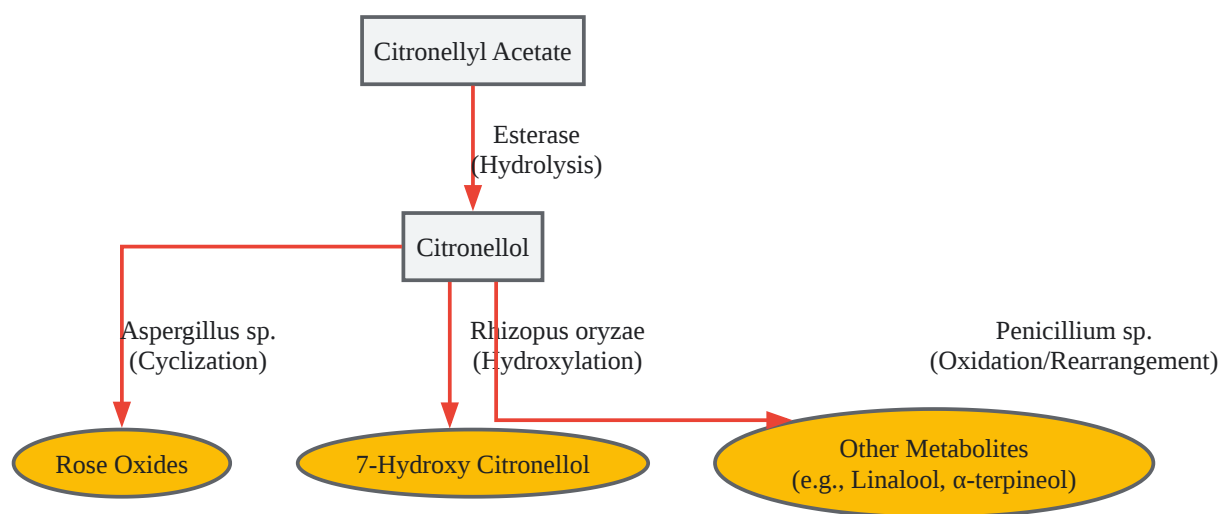 Citronellyl Acetate
Esterase
(Hydrolysis)
Citronellol
Aspergillus sp.
(Cyclization)
Rhizopus oryzae
(Hydroxylation)
Penicillium sp.
(Oxidation/Rearrangement)
Rose Oxides
7-Hydroxy Citronellol
Other Metabolites
(e.g., Linalool, α-terpineol)